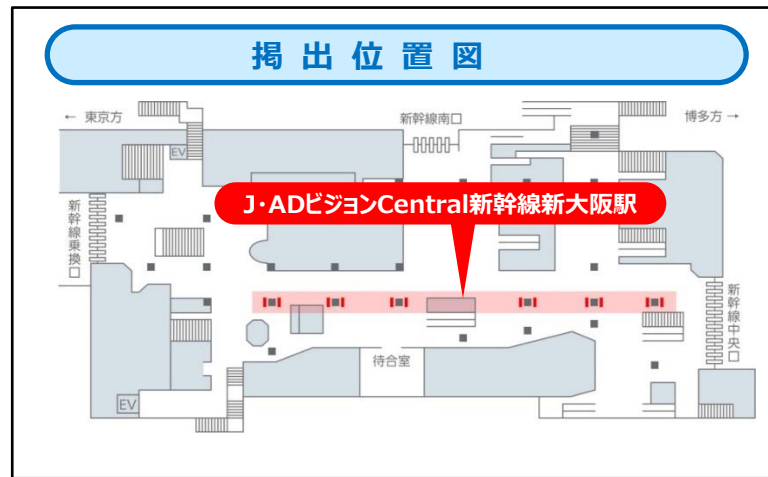 掲出位置図
← 東京方
新幹線南口
博多方 →
EV
J・ADビジョンCentral新幹線新大阪駅
新幹線乗換口
新幹線中央口
待合室
EV